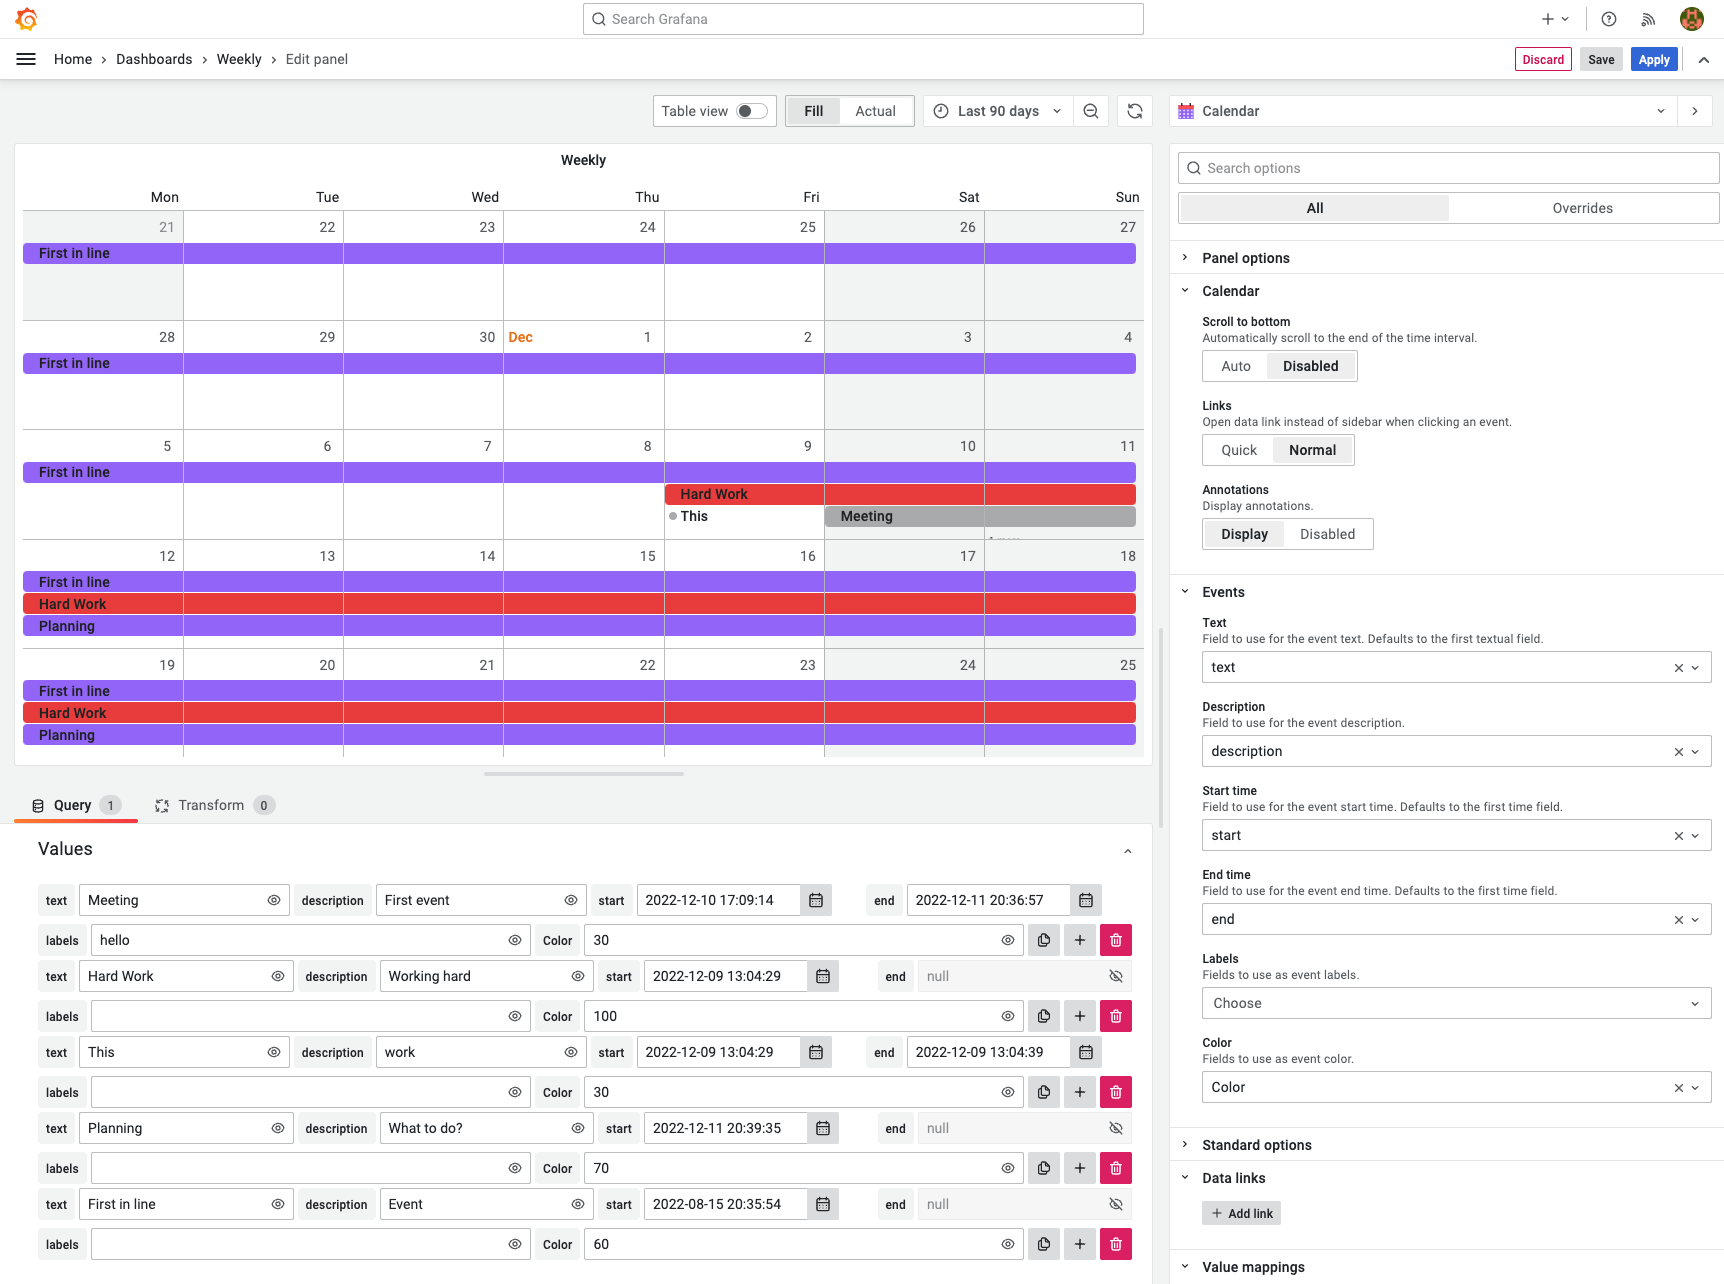 Search Grafana
Home › Dashboards › Weekly › Edit panel
Discard Save Apply
Table view Fill Actual Last 90 days
Calendar
Weekly
Mon Tue Wed Thu Fri Sat Sun
21 22 23 24 25 26 27
First in line
28 29 30 Dec 1 2 3 4
First in line
5 6 7 8 9 10 11
First in line
Hard Work
This Meeting
12 13 14 15 16 17 18
First in line
Hard Work
Planning
19 20 21 22 23 24 25
First in line
Hard Work
Planning
Query 1 Transform 0
Values
text Meeting description First event start 2022-12-10 17:09:14 end 2022-12-11 20:36:57
labels hello Color 30
text Hard Work description Working hard start 2022-12-09 13:04:29 end null
labels Color 100
text This description work start 2022-12-09 13:04:29 end 2022-12-09 13:04:39
labels Color 30
text Planning description What to do? start 2022-12-11 20:39:35 end null
labels Color 70
text First in line description Event start 2022-08-15 20:35:54 end null
labels Color 60
Search options
All Overrides
Panel options
Calendar
Scroll to bottom
Automatically scroll to the end of the time interval.
Auto Disabled
Links
Open data link instead of sidebar when clicking an event.
Quick Normal
Annotations
Display annotations.
Display Disabled
Events
Text
Field to use for the event text. Defaults to the first textual field.
text
Description
Field to use for the event description.
description
Start time
Field to use for the event start time. Defaults to the first time field.
start
End time
Field to use for the event end time. Defaults to the first time field.
end
Labels
Fields to use as event labels.
Choose
Color
Fields to use as event color.
Color
Standard options
Data links
+ Add link
Value mappings